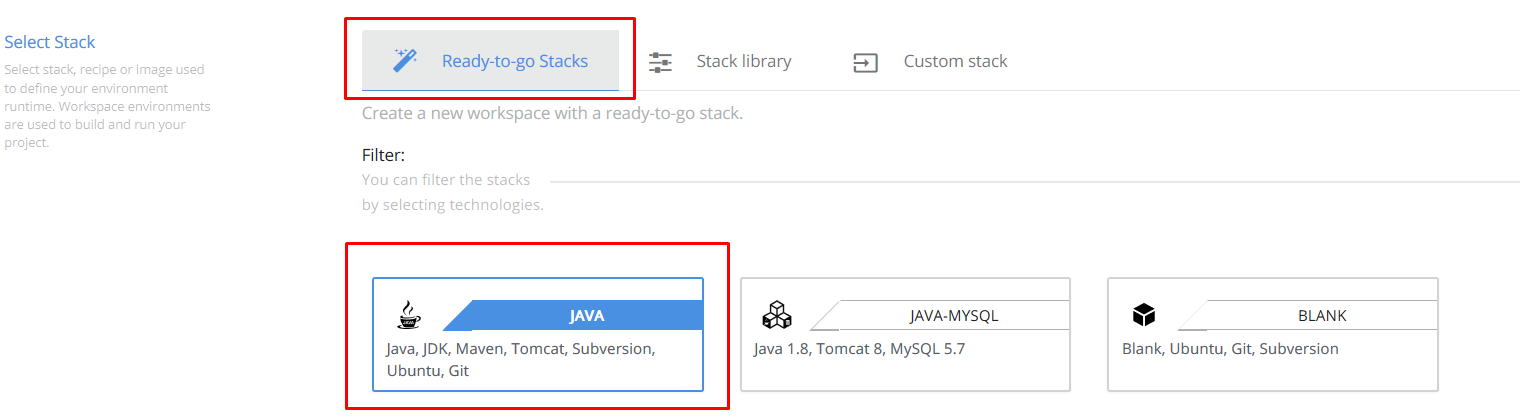 Select Stack
Select stack, recipe or image used
to define your environment
runtime. Workspace environments
are used to build and run your
project.
Ready-to-go Stacks
Stack library
Custom stack
Create a new workspace with a ready-to-go stack.
Filter:
You can filter the stacks
by selecting technologies.
JAVA
Java, JDK, Maven, Tomcat, Subversion,
Ubuntu, Git
JAVA-MYSQL
Java 1.8, Tomcat 8, MySQL 5.7
BLANK
Blank, Ubuntu, Git, Subversion